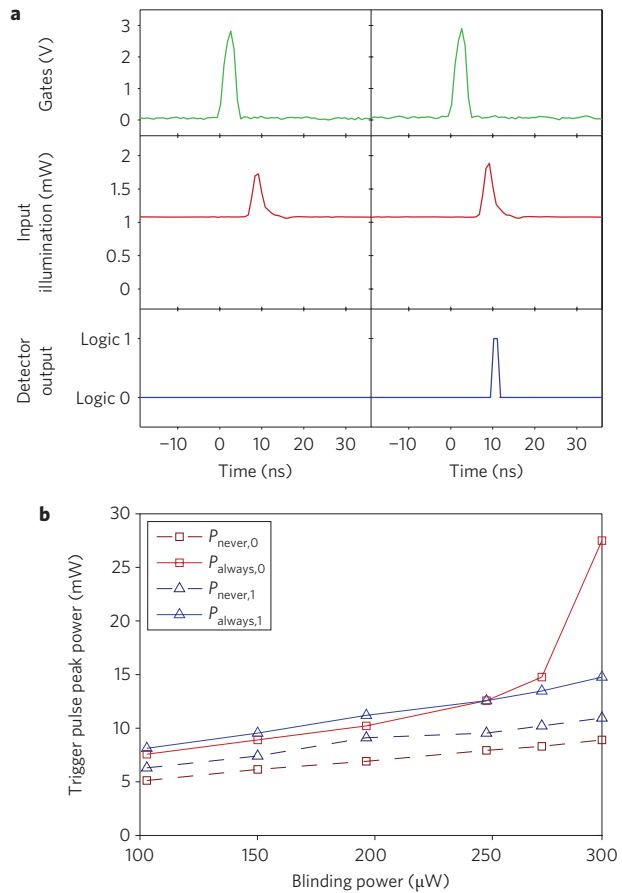 a
Gates (V)
3
2
1
0
Input
illumination (mW)
2
1.5
1
0.5
0
Detector
output
Logic 1
Logic 0
−10 0 10 20 30 −10 0 10 20 30
Time (ns) Time (ns)
b
Trigger pulse peak power (mW)
30
25
20
15
10
5
0
P never,0
P always,0
P never,1
P always,1
100 150 200 250 300
Blinding power (μW)